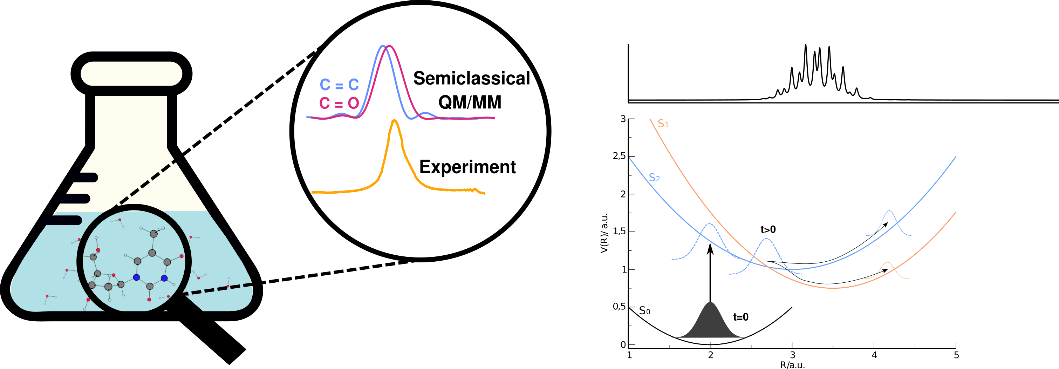 C = C
C = O
Semiclassical
QM/MM
Experiment
S₁
S₂
t>0
S₀
t=0
V(R)/ a.u.
3
2,5
2
1,5
1
0,5
0
1
2
3
4
5
R/a.u.